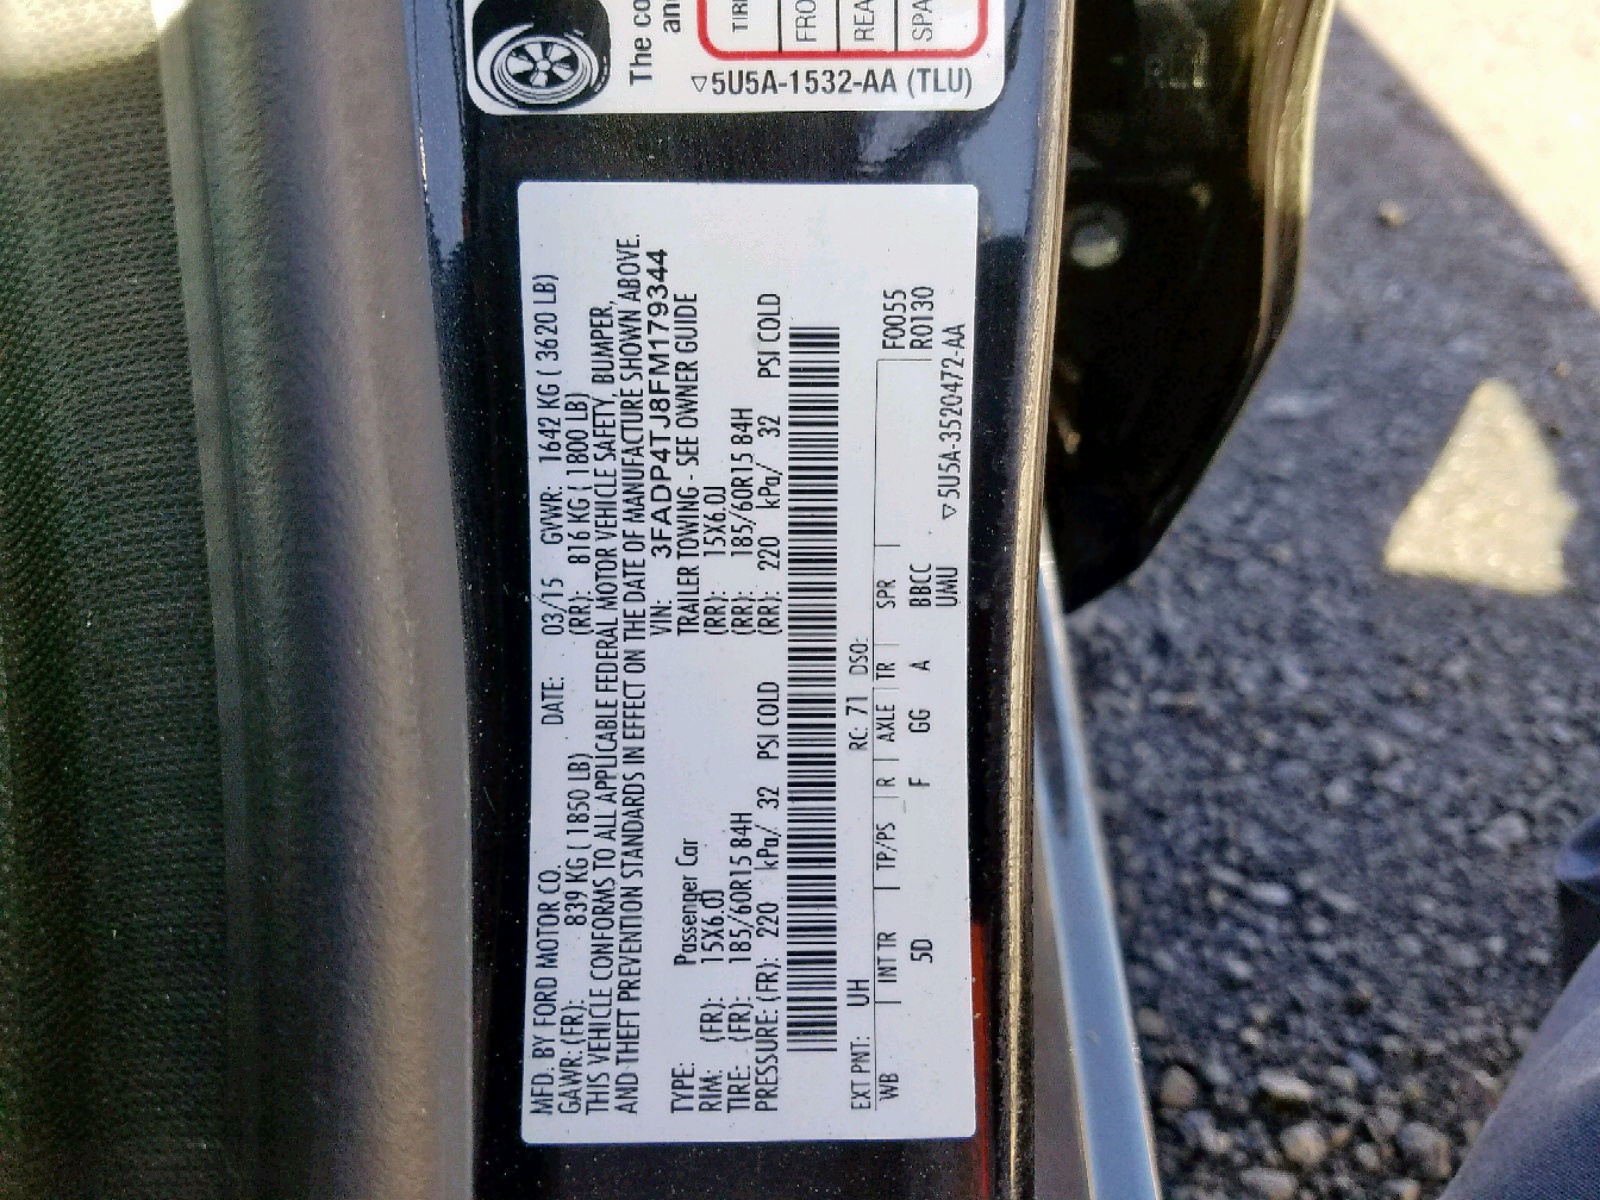 The co
an
TIR
FRO
REA
SPA
▽5U5A-1532-AA (TLU)
MFD. BY FORD MOTOR CO. DATE: 03/15 GVWR: 1642 KG ( 3620 LB)
GAWR: (FR): 839 KG ( 1850 LB) (RR): 816 KG ( 1800 LB)
THIS VEHICLE CONFORMS TO ALL APPLICABLE FEDERAL MOTOR VEHICLE SAFETY, BUMPER,
AND THEFT PREVENTION STANDARDS IN EFFECT ON THE DATE OF MANUFACTURE SHOWN ABOVE.
VIN: 3FADP4TJ8FM179344
TYPE: Passenger Car TRAILER TOWING - SEE OWNER GUIDE
RIM: (FR): 15X6.0J (RR): 15X6.0J
TIRE: (FR): 185/60R15 84H (RR): 185/60R15 84H
PRESSURE: (FR): 220 kPa/ 32 PSI COLD (RR): 220 kPa/ 32 PSI COLD
EXT PNT: UH RC: 71 DSO:
WB | INT TR | TP/PS | R | AXLE | TR | SPR | F0055
5D F GG A BBCC R0130
UMU
▽5U5A-3520472-AA